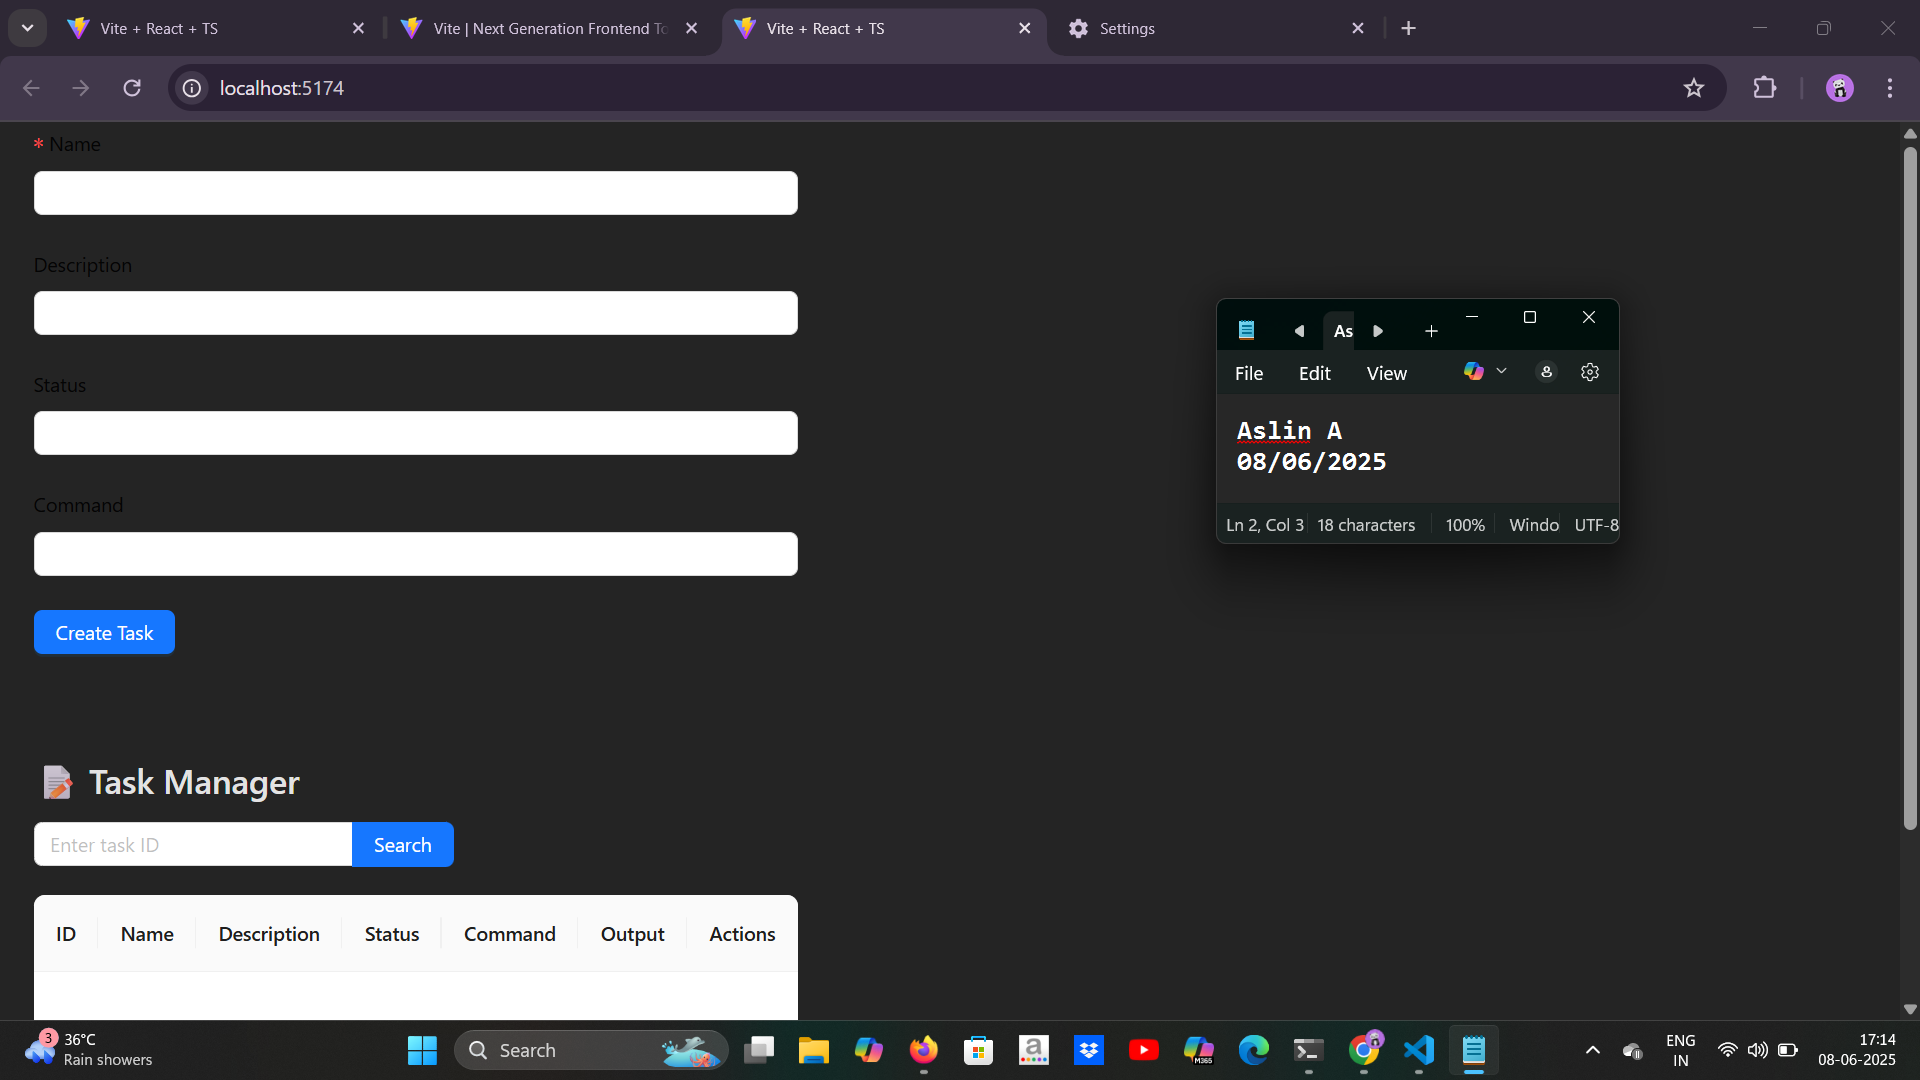 Vite + React + TS
Vite | Next Generation Frontend To
Vite + React + TS
Settings
localhost:5174
* Name
Description
Status
Command
Create Task
Task Manager
Enter task ID
Search
ID Name Description Status Command Output Actions
As
File Edit View
Aslin A
08/06/2025
Ln 2, Col 3 18 characters 100% Windo UTF-8
3
36°C
Rain showers
Search
a
M365
ENG
IN
17:14
08-06-2025